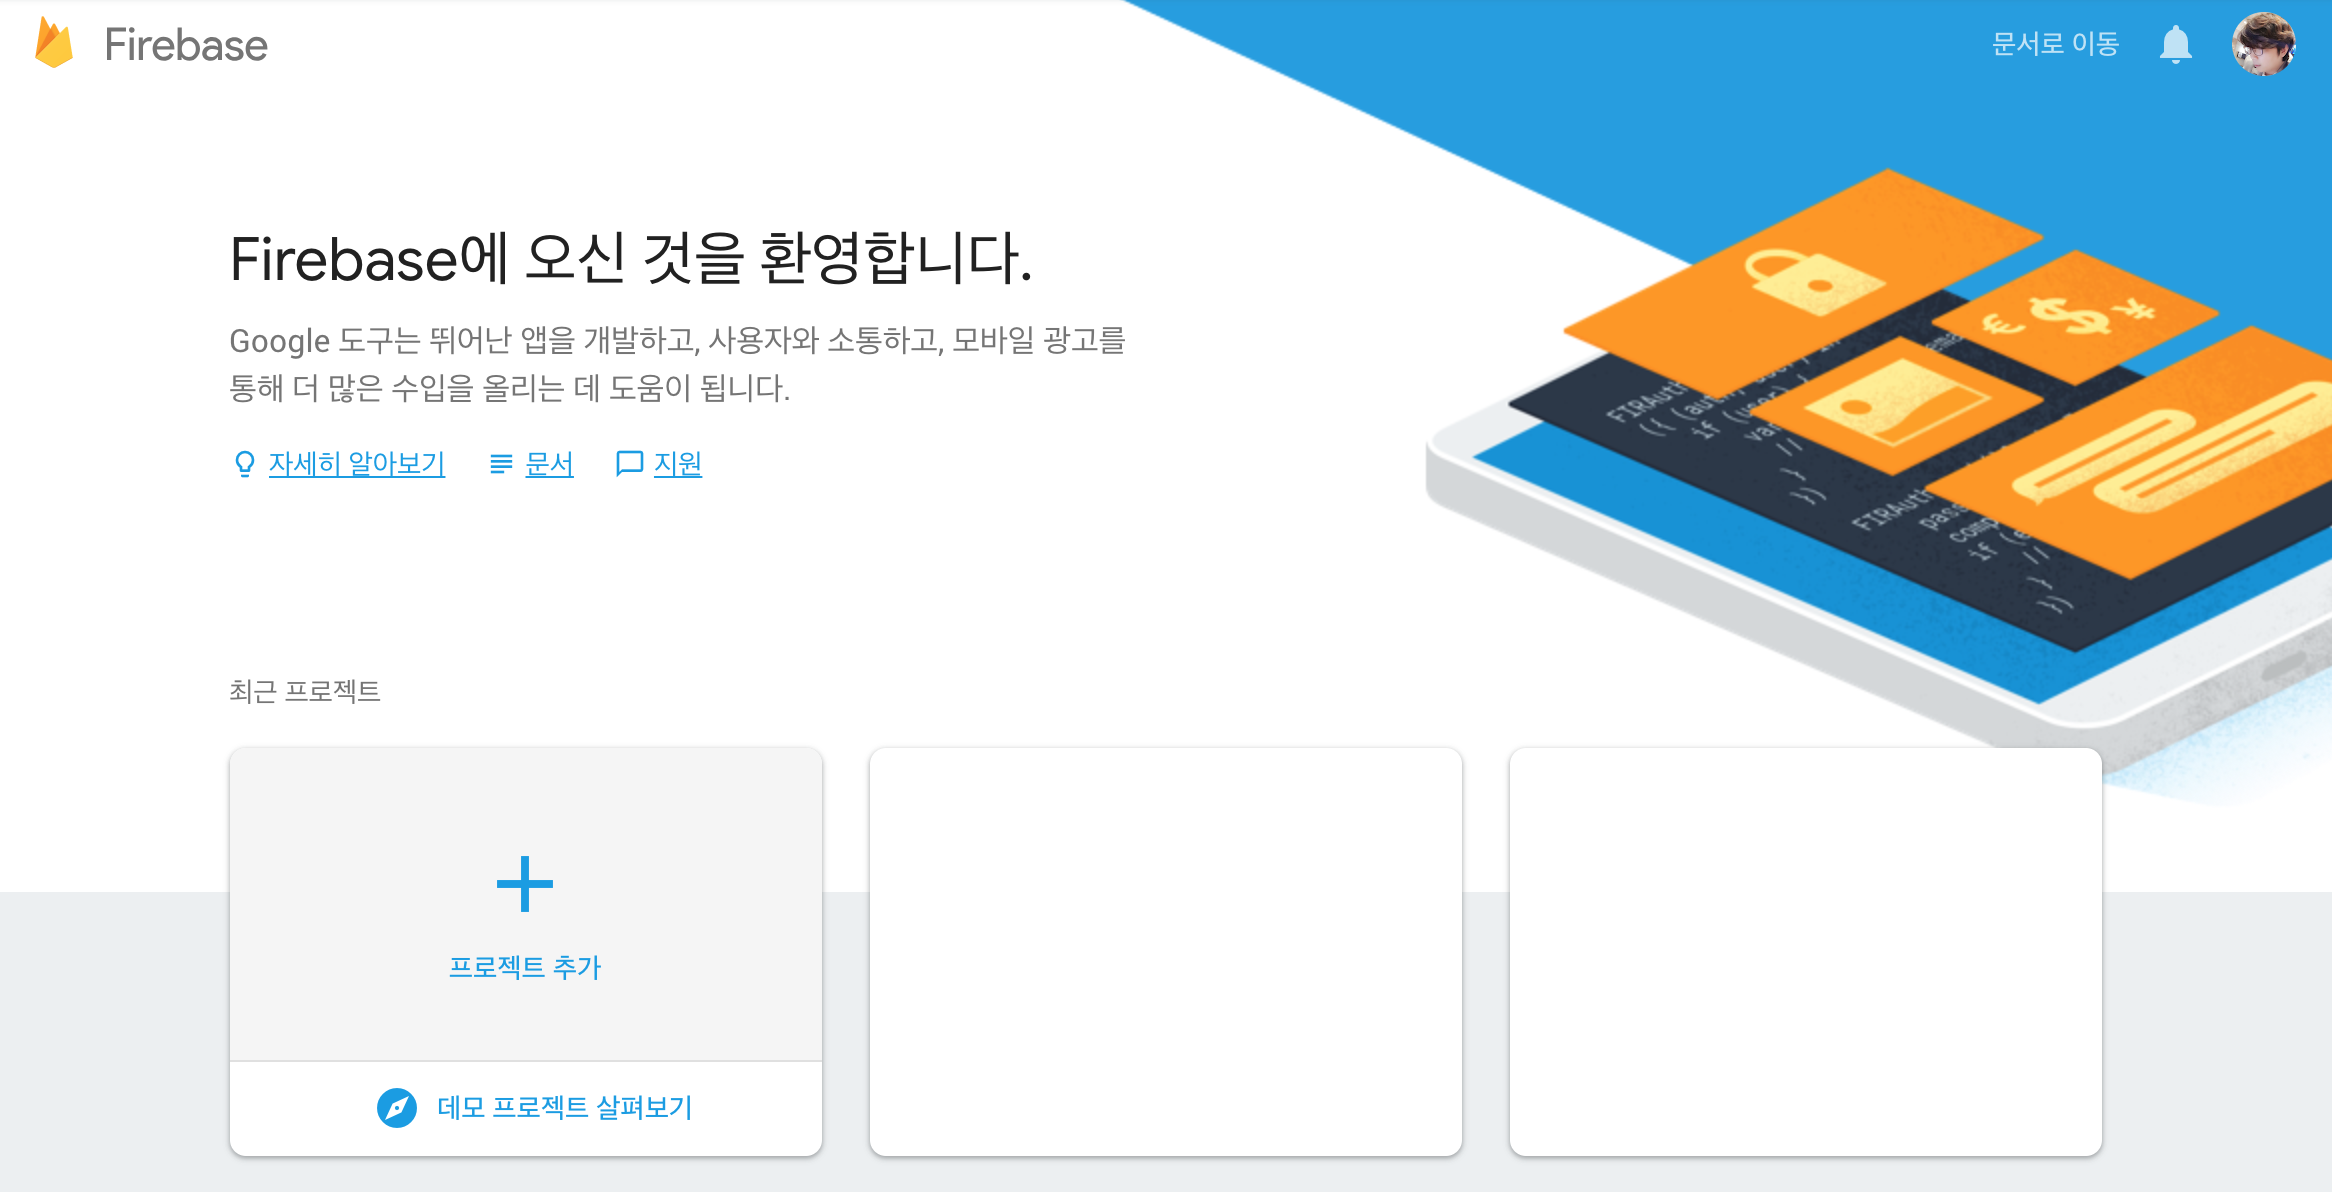 Firebase
문서로 이동
Firebase에 오신 것을 환영합니다.
Google 도구는 뛰어난 앱을 개발하고, 사용자와 소통하고, 모바일 광고를
통해 더 많은 수입을 올리는 데 도움이 됩니다.
자세히 알아보기 문서 지원
최근 프로젝트
프로젝트 추가
데모 프로젝트 살펴보기